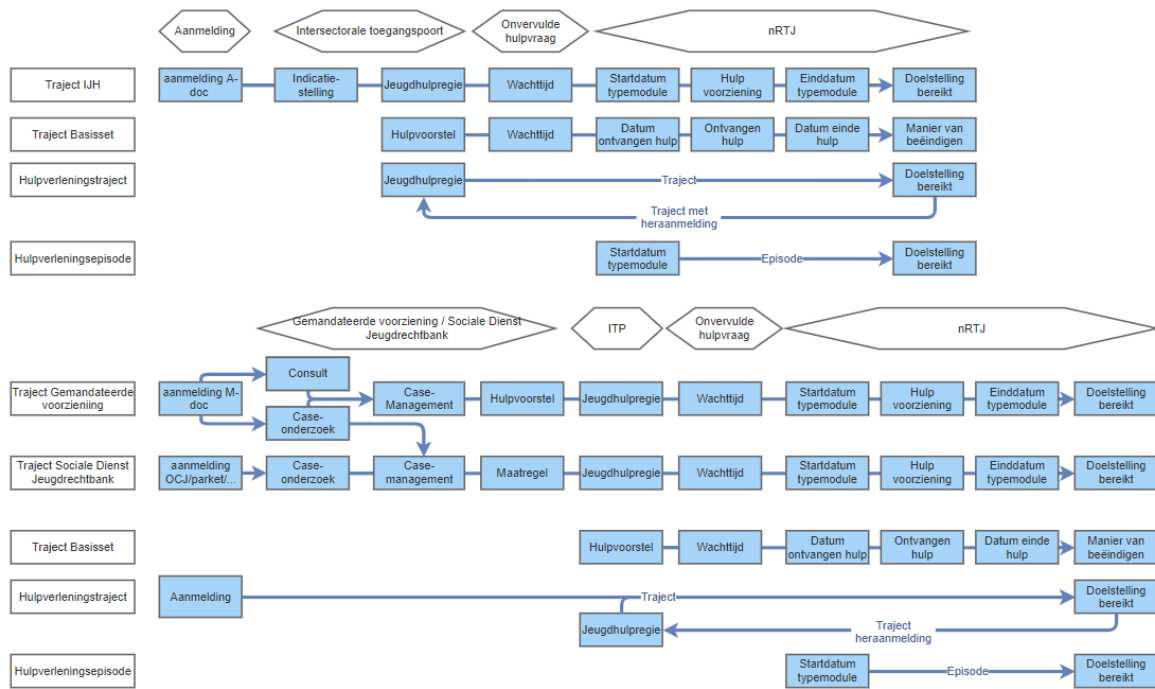 Aanmelding
Intersectorale toegangspoort
Onvervulde
hulpvraag
nRTJ
Traject IJH
aanmelding A-
doc
Indicatie-
stelling
Jeugdhulpregie
Wachttijd
Startdatum
typemodule
Hulp
voorziening
Einddatum
typemodule
Doelstelling
bereikt
Traject Basisset
Hulpvoorstel
Wachttijd
Datum
ontvangen hulp
Ontvangen
hulp
Datum einde
hulp
Manier van
beëindigen
Hulpverleningstraject
Jeugdhulpregie
Traject
Doelstelling
bereikt
Traject met
heraanmelding
Hulpverleningsepisode
Startdatum
typemodule
Episode
Doelstelling
bereikt
Gemandateerde voorziening / Sociale Dienst
Jeugdrechtbank
ITP
Onvervulde
hulpvraag
nRTJ
Traject Gemandateerde
voorzieniing
aanmelding M-
doc
Consult
Case-
onderzoek
Case-
Management
Hulpvoorstel
Jeugdhulpregie
Wachttijd
Startdatum
typemodule
Hulp
voorziening
Einddatum
typemodule
Doelstelling
bereikt
Traject Sociale Dienst
Jeugdrechtbank
aanmelding
OCJ/parket/...
Case-
onderzoek
Case-
management
Maatregel
Jeugdhulpregie
Wachttijd
Startdatum
typemodule
Hulp
voorziening
Einddatum
typemodule
Doelstelling
bereikt
Traject Basisset
Hulpvoorstel
Wachttijd
Datum
ontvangen hulp
Ontvangen
hulp
Datum einde
hulp
Manier van
beëindigen
Hulpverleningstraject
Aanmelding
Traject
Doelstelling
bereikt
Jeugdhulpregie
Traject
heraanmelding
Hulpverleningsepisode
Startdatum
typemodule
Episode
Doelstelling
bereikt